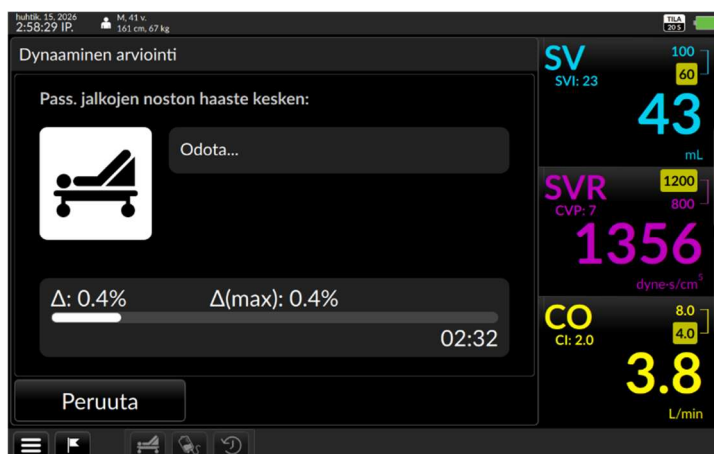 huhtik. 15, 2026
2:58:29 IP.
M, 41 v.
161 cm, 67 kg
TILA
20 S
Dynaaminen arviointi
Pass. jalkojen noston haaste kesken:
Odota...
Δ: 0.4%
Δ(max): 0.4%
02:32
Peruuta
SV
SVI: 23
100
60
43
mL
SVR
CVP: 7
1200
800
1356
dyne-s/cm⁵
CO
CI: 2.0
8.0
4.0
3.8
L/min